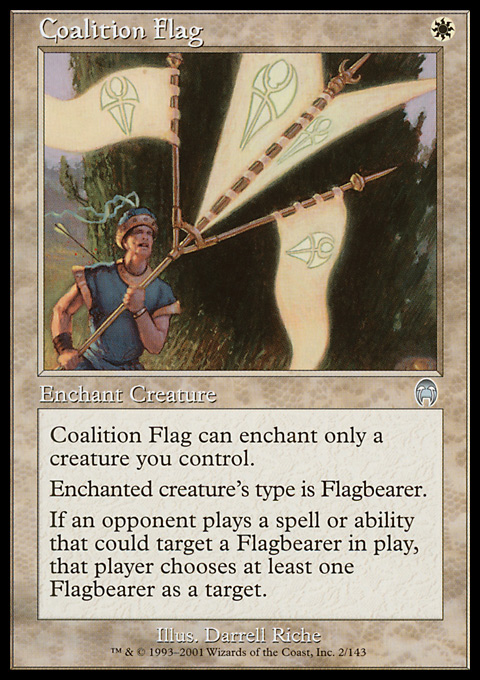 Coalition Flag
Enchant Creature
Coalition Flag can enchant only a
creature you control.
Enchanted creature's type is Flagbearer.
If an opponent plays a spell or ability
that could target a Flagbearer in play,
that player chooses at least one
Flagbearer as a target.
Illus. Darrell Riche
™ & © 1993–2001 Wizards of the Coast, Inc. 2/143